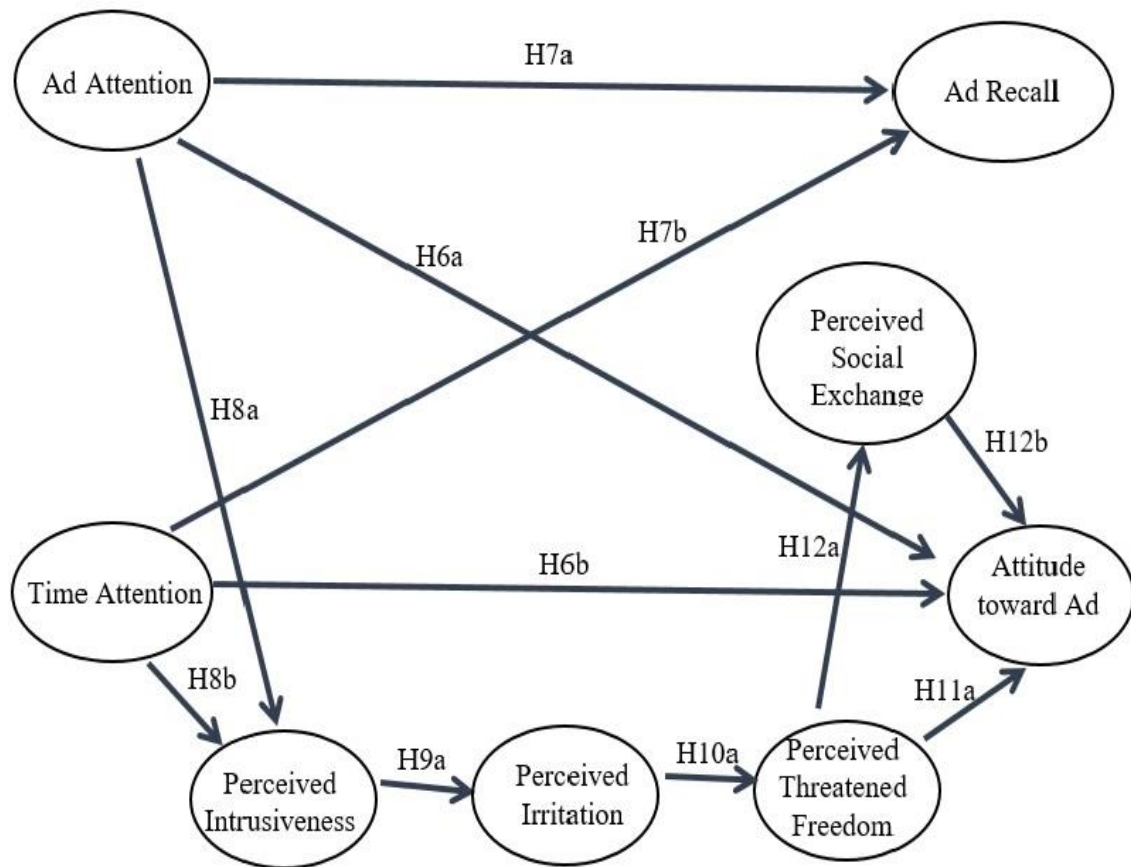 H7a
Ad Attention
Ad Recall
H7b
H6a
Perceived
Social
Exchange
H8a
H12b
H12a
H6b
Time Attention
Attitude
toward Ad
H8b
H11a
H9a
H10a
Perceived
Intrusiveness
Perceived
Irritation
Perceived
Threatened
Freedom